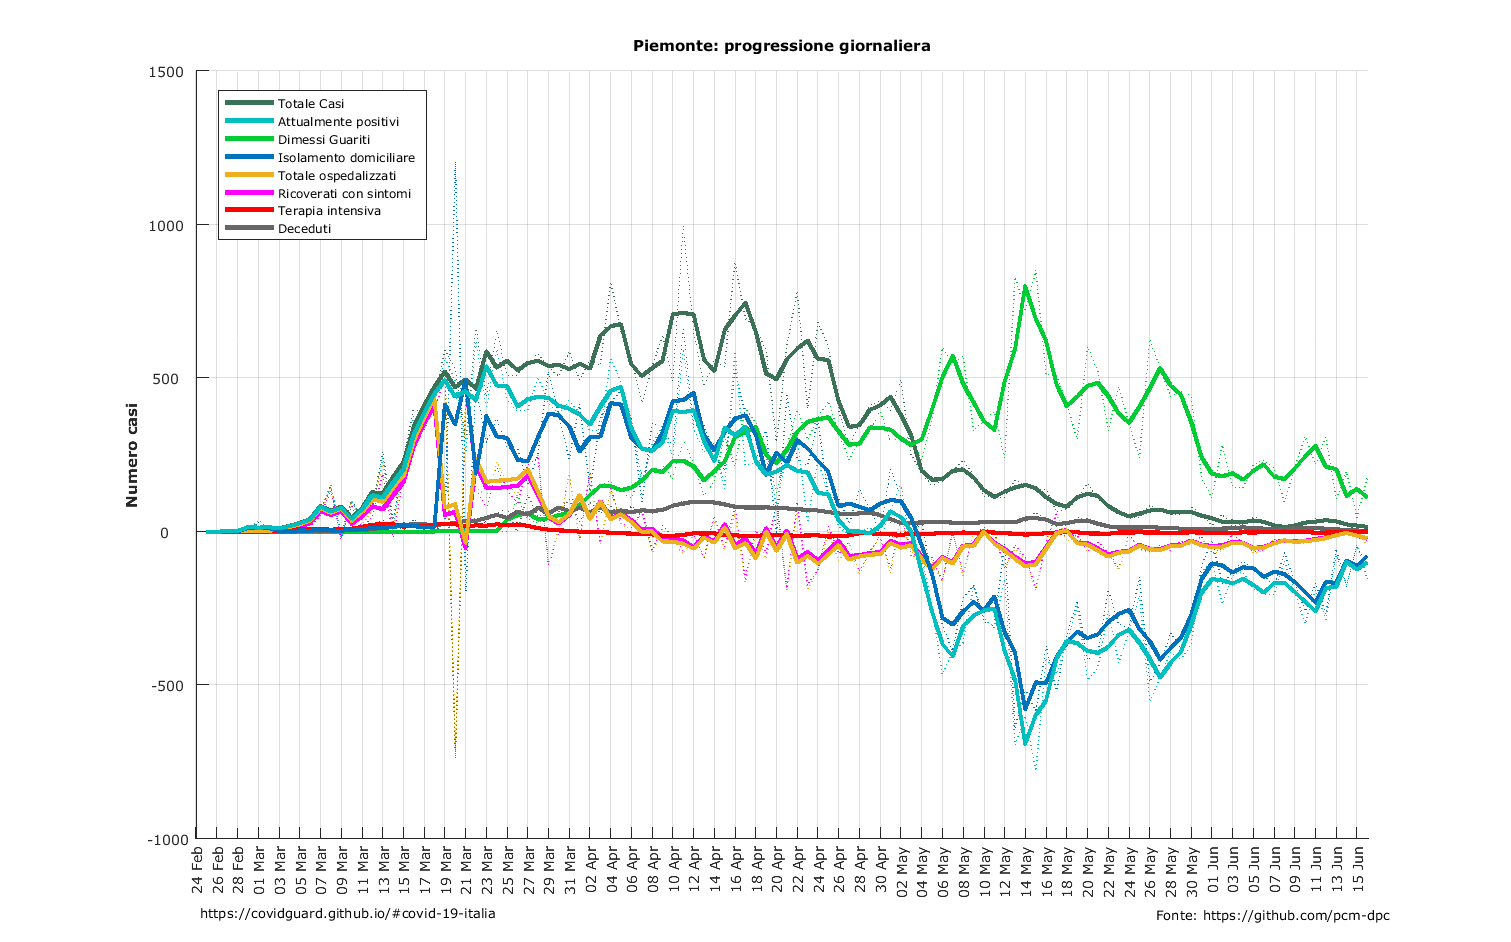 Piemonte: progressione giornaliera
1500
1000
500
0
-500
-1000
Numero casi
Totale Casi
Attualmente positivi
Dimessi Guariti
Isolamento domiciliare
Totale ospedalizzati
Ricoverati con sintomi
Terapia intensiva
Deceduti
24 Feb
26 Feb
28 Feb
01 Mar
03 Mar
05 Mar
07 Mar
09 Mar
11 Mar
13 Mar
15 Mar
17 Mar
19 Mar
21 Mar
23 Mar
25 Mar
27 Mar
29 Mar
31 Mar
02 Apr
04 Apr
06 Apr
08 Apr
10 Apr
12 Apr
14 Apr
16 Apr
18 Apr
20 Apr
22 Apr
24 Apr
26 Apr
28 Apr
30 Apr
02 May
04 May
06 May
08 May
10 May
12 May
14 May
16 May
18 May
20 May
22 May
24 May
26 May
28 May
30 May
01 Jun
03 Jun
05 Jun
07 Jun
09 Jun
11 Jun
13 Jun
15 Jun
https://covidguard.github.io/#covid-19-italia
Fonte: https://github.com/pcm-dpc